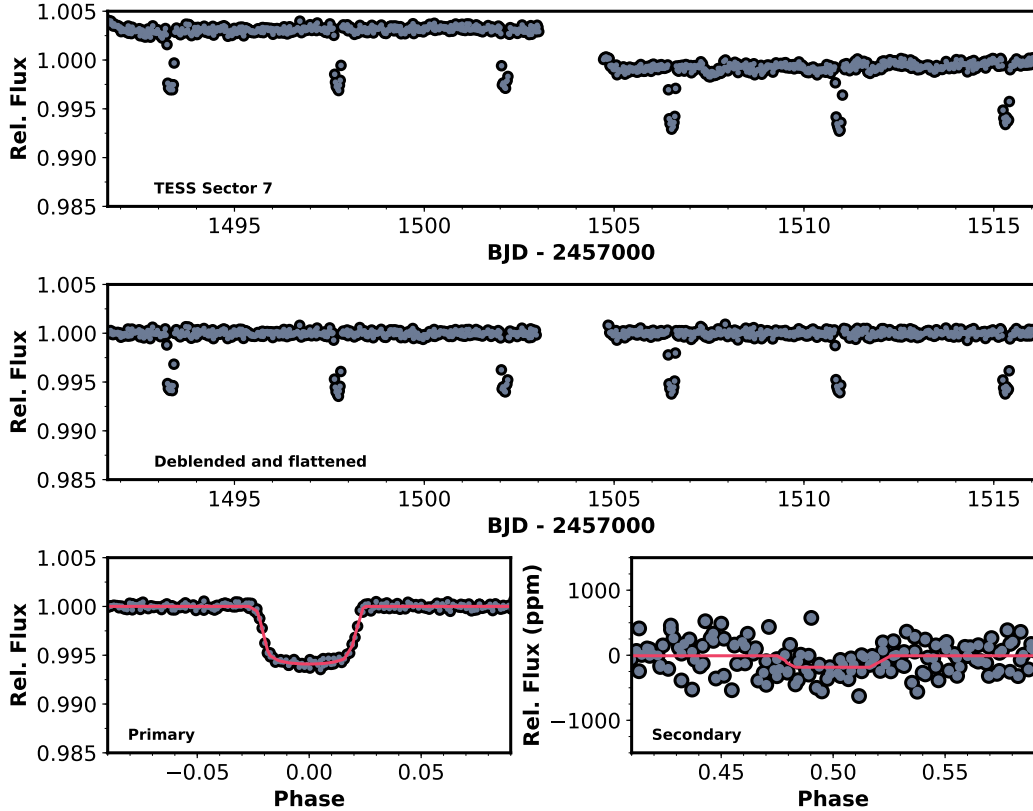 1.005
1.000
0.995
0.990
0.985
Rel. Flux
TESS Sector 7
1495 1500 1505 1510 1515
BJD - 2457000
1.005
1.000
0.995
0.990
0.985
Rel. Flux
Deblended and flattened
1495 1500 1505 1510 1515
BJD - 2457000
1.005
1.000
0.995
0.990
0.985
Rel. Flux
Primary
−0.05 0.00 0.05
Phase
Rel. Flux (ppm)
1000
0
−1000
Secondary
0.45 0.50 0.55
Phase